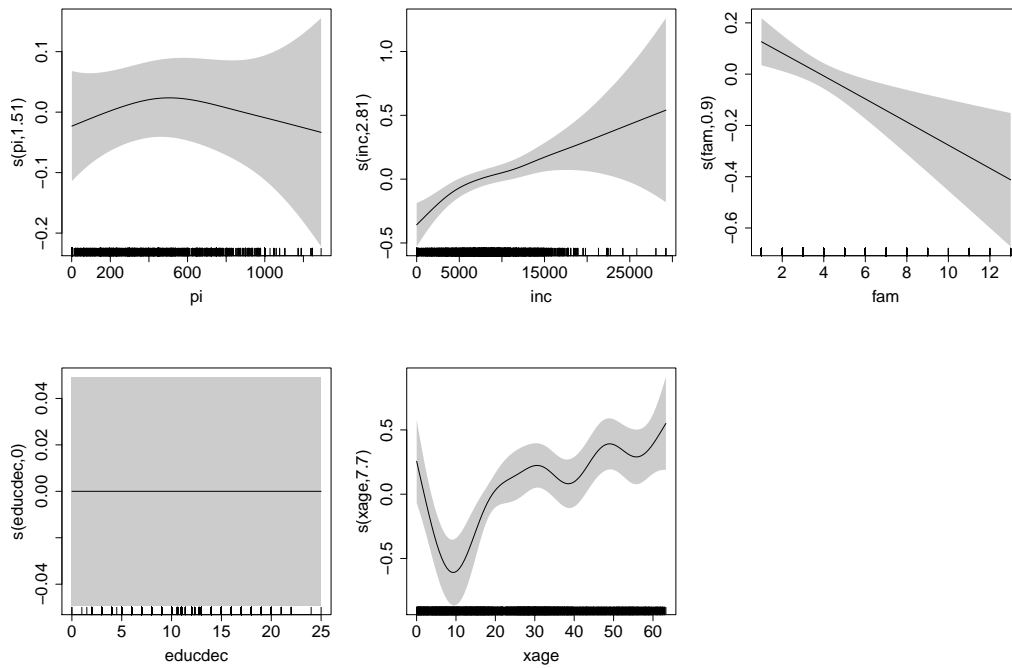 s(pi,1.51)
0.1
0.0
−0.1
−0.2
0 200 600 1000
pi
s(inc,2.81)
1.0
0.5
0.0
−0.5
0 5000 15000 25000
inc
s(fam,0.9)
0.2
0.0
−0.2
−0.4
−0.6
2 4 6 8 10 12
fam
s(educdec,0)
0.04
0.02
0.00
−0.04
0 5 10 15 20 25
educdec
s(xage,7.7)
0.5
0.0
−0.5
0 10 20 30 40 50 60
xage